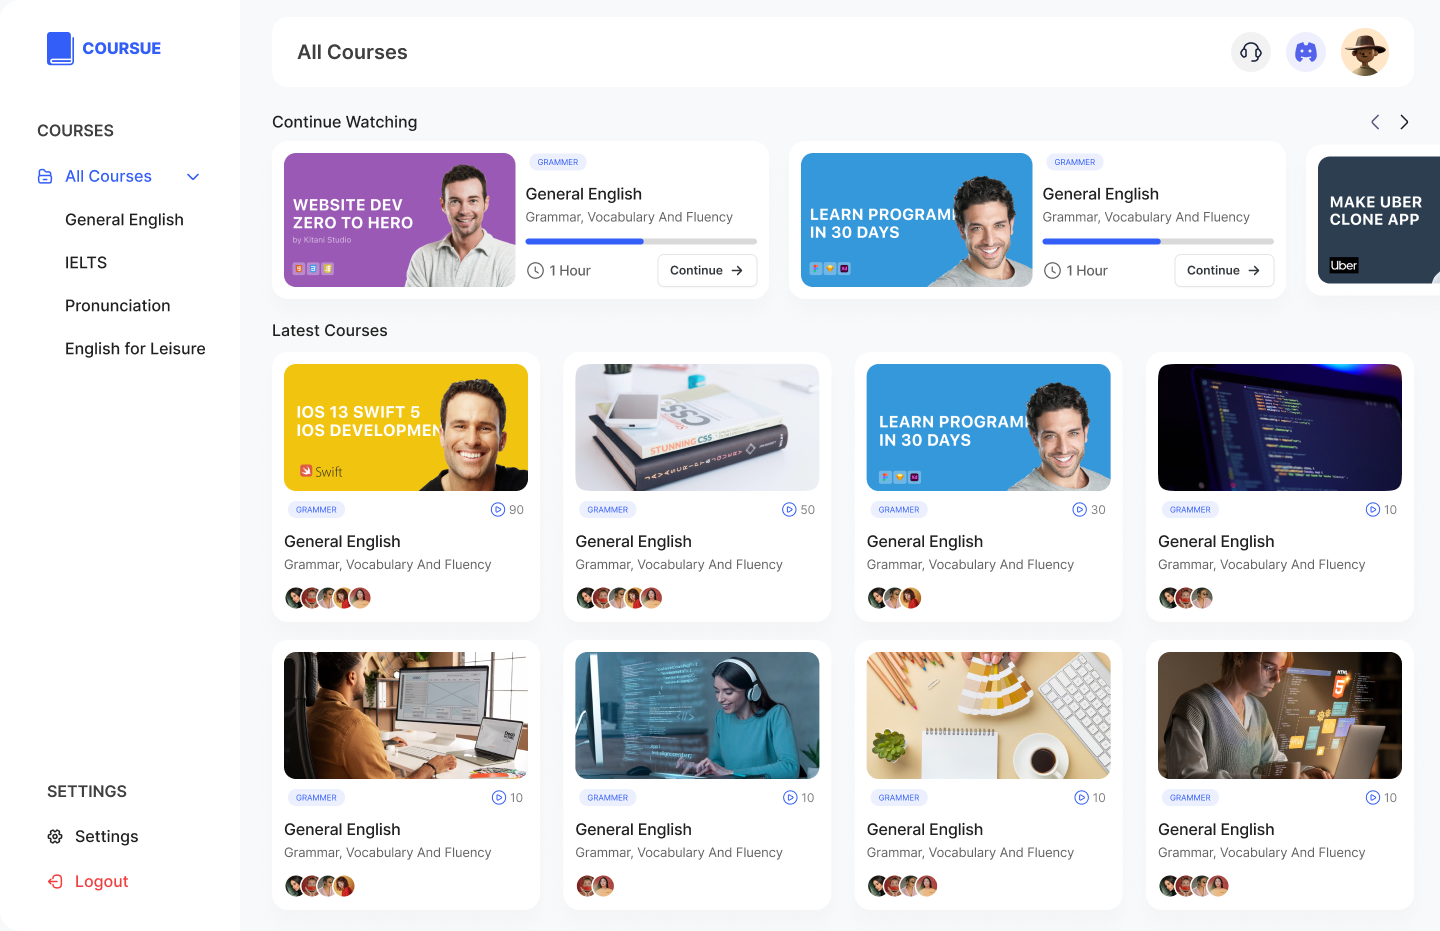 COURSUE
COURSES
All Courses
General English
IELTS
Pronunciation
English for Leisure
SETTINGS
Settings
Logout
All Courses
Continue Watching
WEBSITE DEV
ZERO TO HERO
by Kitani Studio
GRAMMER
General English
Grammar, Vocabulary And Fluency
1 Hour
Continue
LEARN PROGRAM
IN 30 DAYS
GRAMMER
General English
Grammar, Vocabulary And Fluency
1 Hour
Continue
MAKE UBER
CLONE APP
Uber
Latest Courses
IOS 13 SWIFT 5
IOS DEVELOPMEN
Swift
GRAMMER
90
General English
Grammar, Vocabulary And Fluency
CSS
STUNNING CSS
JAVASCRIPT & JQUERY
GRAMMER
50
General English
Grammar, Vocabulary And Fluency
LEARN PROGRAM
IN 30 DAYS
GRAMMER
30
General English
Grammar, Vocabulary And Fluency
GRAMMER
10
General English
Grammar, Vocabulary And Fluency
GRAMMER
10
General English
Grammar, Vocabulary And Fluency
GRAMMER
10
General English
Grammar, Vocabulary And Fluency
GRAMMER
10
General English
Grammar, Vocabulary And Fluency
HTML
5
GRAMMER
10
General English
Grammar, Vocabulary And Fluency